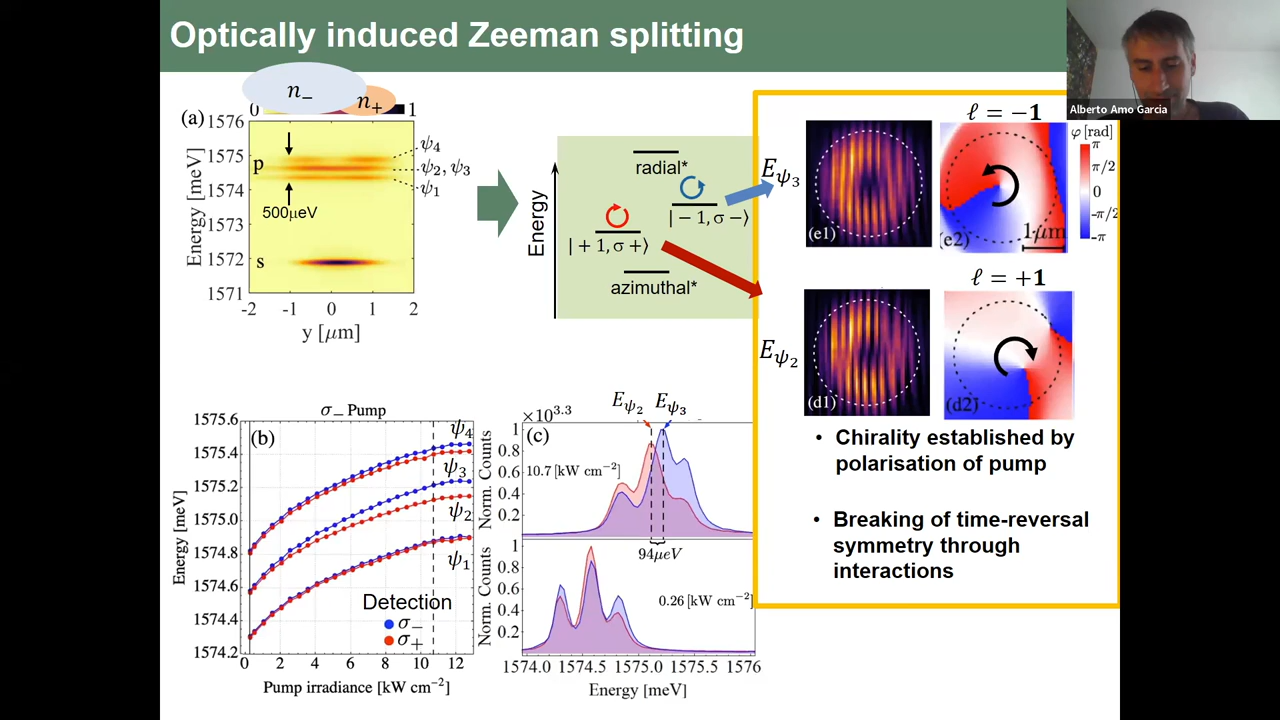 Optically induced Zeeman splitting
Alberto Amo Garcia
n₋
n₊
0
1
(a)
1576
1575
1574
1573
1572
1571
Energy [meV]
p
s
500μeV
ψ₄
ψ₂, ψ₃
ψ₁
-2
-1
0
1
2
y [μm]
Energy
radial*
|−1,σ−⟩
|+1,σ+⟩
azimuthal*
ℓ = −1
E_ψ₃
(e1)
(e2)
1 μm
φ [rad]
π
π/2
0
-π/2
-π
ℓ = +1
E_ψ₂
(d1)
(d2)
• Chirality established by
polarisation of pump
• Breaking of time-reversal
symmetry through
interactions
σ₋ Pump
(b)
1575.6
1575.4
1575.2
1575.0
1574.8
1574.6
1574.4
1574.2
Energy [meV]
ψ₄
ψ₃
ψ₂
ψ₁
Detection
σ₋
σ₊
0 2 4 6 8 10 12
Pump irradiance [kW cm⁻²]
×10^3.3
E_ψ₂
E_ψ₃
(c)
1
0.8
0.6
0.4
0.2
Norm. Counts
10.7[kW cm⁻²]
94μeV
1
0.8
0.6
0.4
0.2
Norm. Counts
0.26 [kW cm⁻²]
1574.0 1574.5 1575.0 1575.5 1576
Energy [meV]